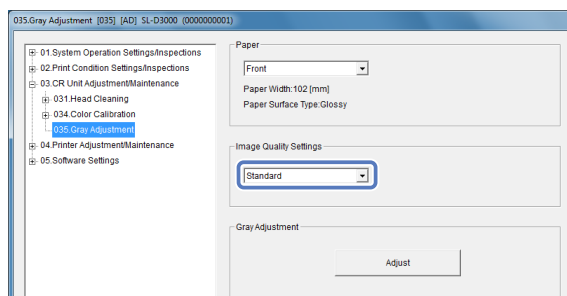 035.Gray Adjustment [035] [AD] SL-D3000 (0000000001)
01.System Operation Settings/Inspections
02.Print Condition Settings/Inspections
03.CR Unit Adjustment/Maintenance
031.Head Cleaning
034.Color Calibration
035.Gray Adjustment
04.Printer Adjustment/Maintenance
05.Software Settings
Paper
Front
Paper Width:102 [mm]
Paper Surface Type:Glossy
Image Quality Settings
Standard
Gray Adjustment
Adjust